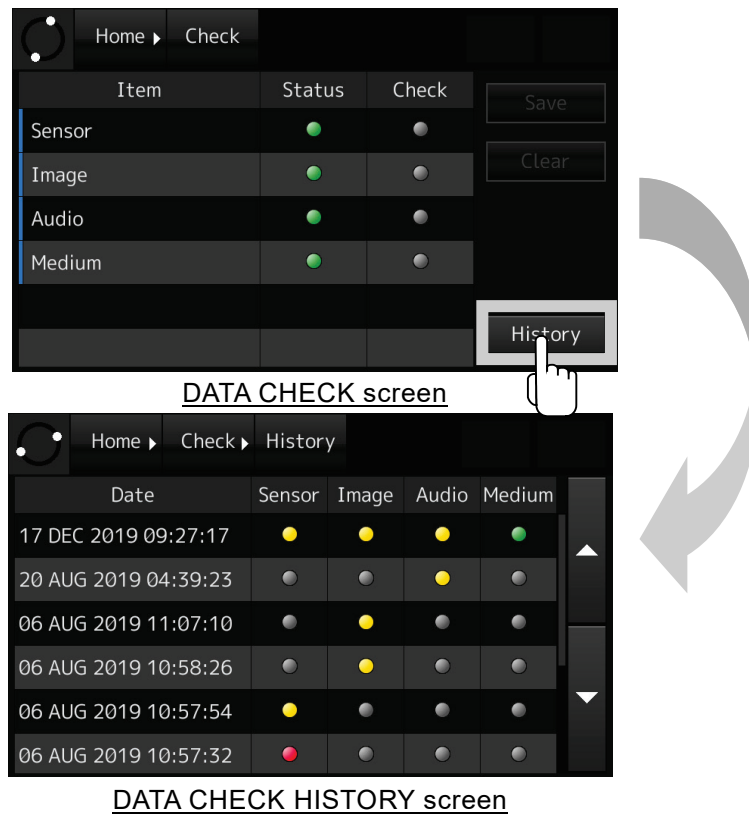 Home Check
Item Status Check
Save
Sensor
Clear
Image
Audio
Medium
History
DATA CHECK screen
Home Check History
Date Sensor Image Audio Medium
17 DEC 2019 09:27:17
20 AUG 2019 04:39:23
06 AUG 2019 11:07:10
06 AUG 2019 10:58:26
06 AUG 2019 10:57:54
06 AUG 2019 10:57:32
DATA CHECK HISTORY screen